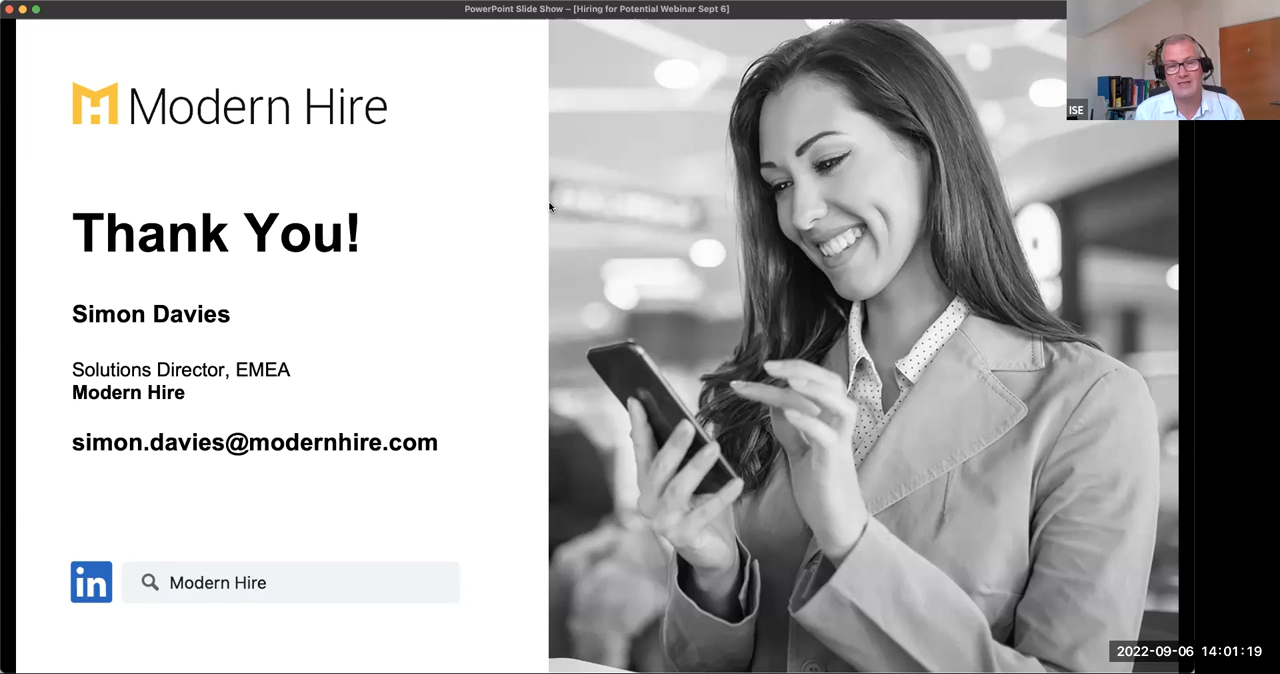 PowerPoint Slide Show – [Hiring for Potential Webinar Sept 6]
ISE
Modern Hire
Thank You!
Simon Davies
Solutions Director, EMEA
Modern Hire
simon.davies@modernhire.com
in
Modern Hire
2022-09-06 14:01:19